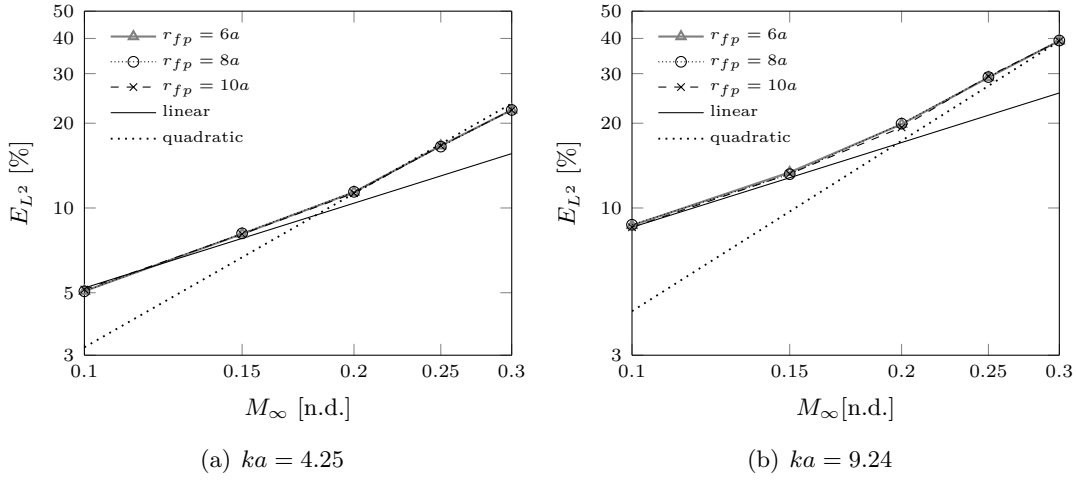 50
40
30
20
10
5
3
E_{L^2} [%]
r_{fp} = 6a
r_{fp} = 8a
r_{fp} = 10a
linear
quadratic
0.1 0.15 0.2 0.25 0.3
M_∞ [n.d.]
(a) ka = 4.25
50
40
30
20
10
5
3
E_{L^2} [%]
r_{fp} = 6a
r_{fp} = 8a
r_{fp} = 10a
linear
quadratic
0.1 0.15 0.2 0.25 0.3
M_∞[n.d.]
(b) ka = 9.24